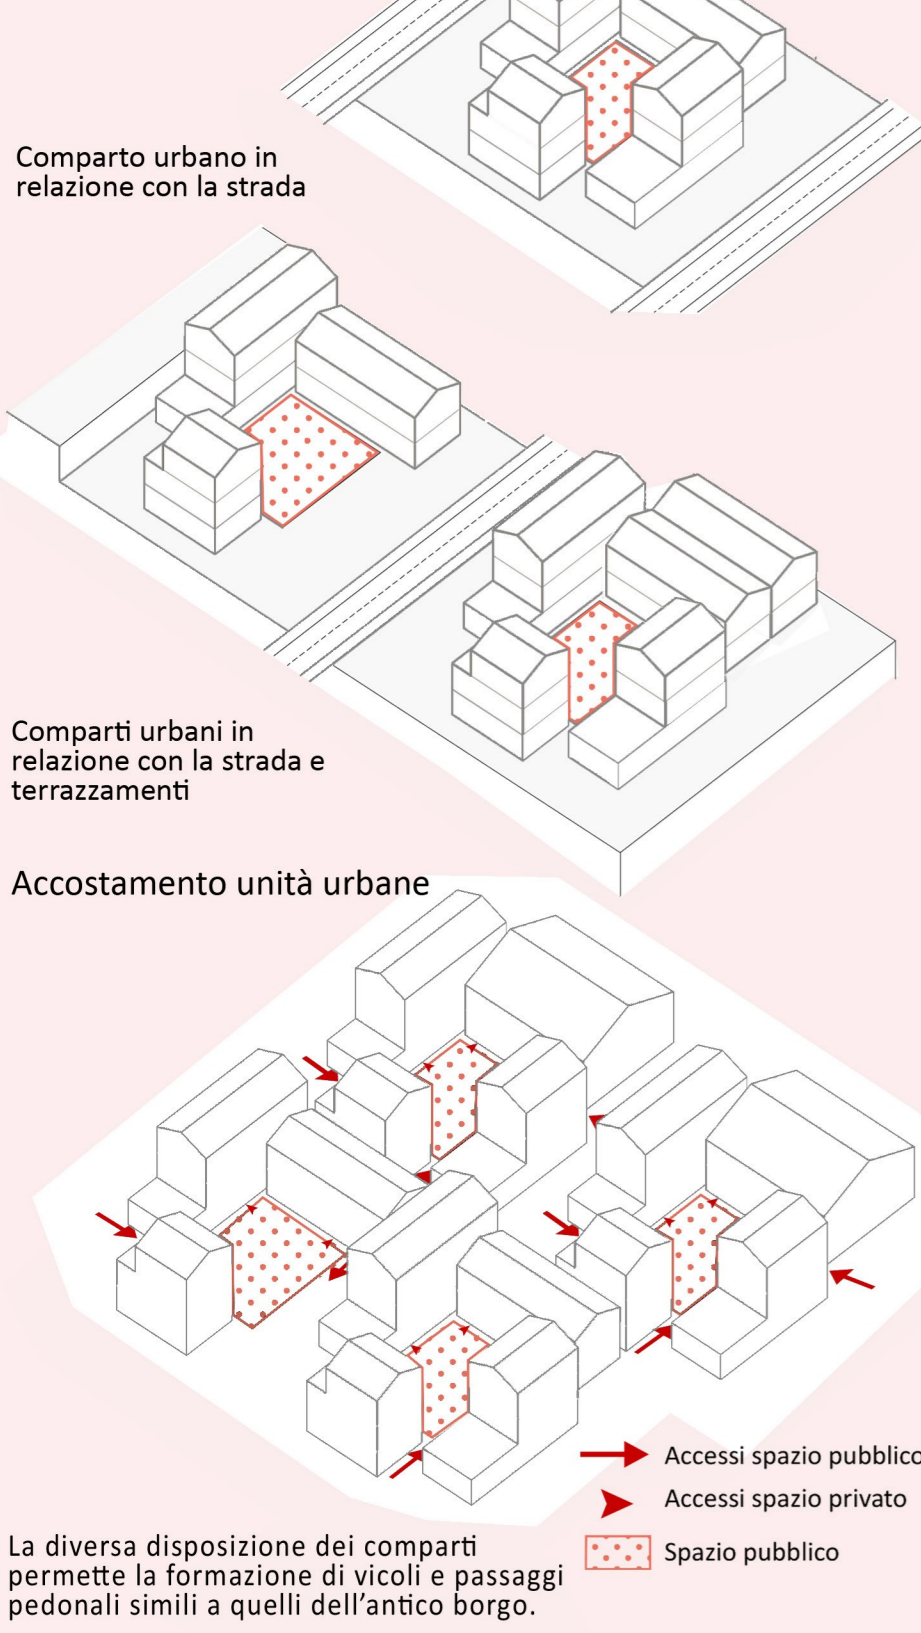 Comparto urbano in
relazione con la strada
Comparti urbani in
relazione con la strada e
terrazzamenti
Accostamento unità urbane
Accessi spazio pubblico
Accessi spazio privato
Spazio pubblico
La diversa disposizione dei comparti
permette la formazione di vicoli e passaggi
pedonali simili a quelli dell’antico borgo.